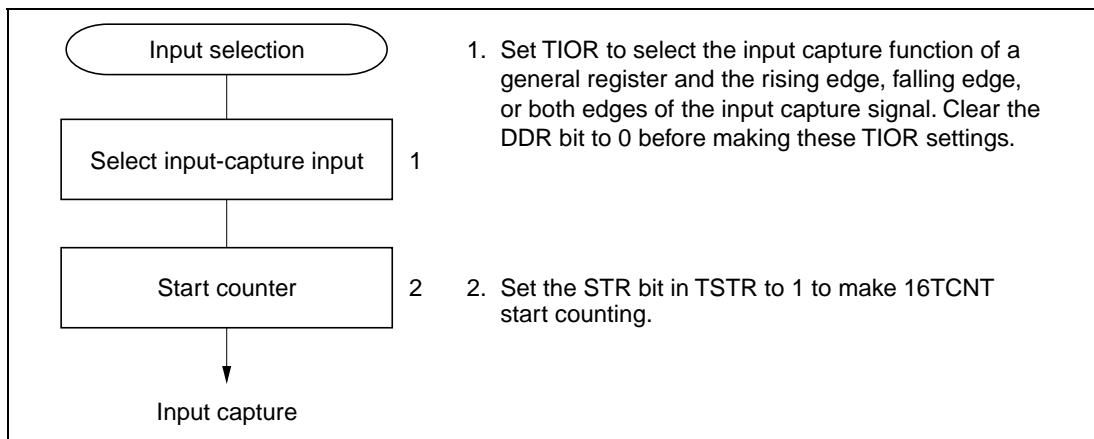 Input selection
Select input-capture input 1
Start counter 2
Input capture
1. Set TIOR to select the input capture function of a
general register and the rising edge, falling edge,
or both edges of the input capture signal. Clear the
DDR bit to 0 before making these TIOR settings.
2. Set the STR bit in TSTR to 1 to make 16TCNT
start counting.